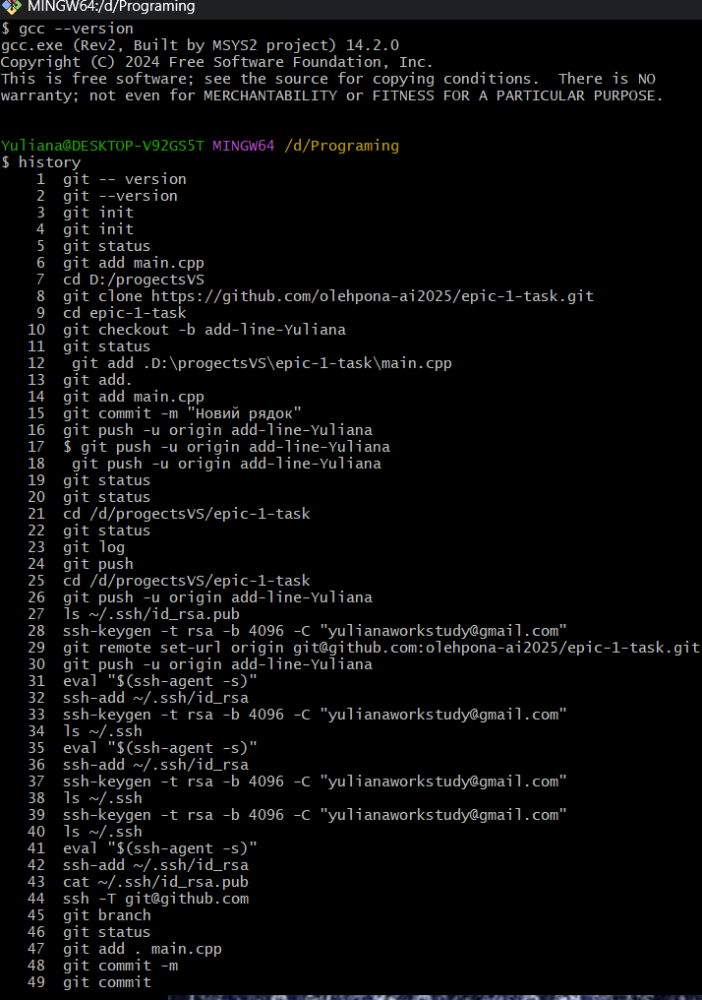 MINGW64:/d/Programing
$ gcc --version
gcc.exe (Rev2, Built by MSYS2 project) 14.2.0
Copyright (C) 2024 Free Software Foundation, Inc.
This is free software; see the source for copying conditions.  There is NO
warranty; not even for MERCHANTABILITY or FITNESS FOR A PARTICULAR PURPOSE.
Yuliana@DESKTOP-V92GS5T MINGW64 /d/Programing
$ history
1  git -- version
2  git --version
3  git init
4  git init
5  git status
6  git add main.cpp
7  cd D:/progectsVS
8  git clone https://github.com/olehpona-ai2025/epic-1-task.git
9  cd epic-1-task
10  git checkout -b add-line-Yuliana
11  git status
12   git add .D:\progectsVS\epic-1-task\main.cpp
13  git add.
14  git add main.cpp
15  git commit -m "Новий рядок"
16  git push -u origin add-line-Yuliana
17  $ git push -u origin add-line-Yuliana
18   git push -u origin add-line-Yuliana
19  git status
20  git status
21  cd /d/progectsVS/epic-1-task
22  git status
23  git log
24  git push
25  cd /d/progectsVS/epic-1-task
26  git push -u origin add-line-Yuliana
27  ls ~/.ssh/id_rsa.pub
28  ssh-keygen -t rsa -b 4096 -C "yulianaworkstudy@gmail.com"
29  git remote set-url origin git@github.com:olehpona-ai2025/epic-1-task.git
30  git push -u origin add-line-Yuliana
31  eval "$(ssh-agent -s)"
32  ssh-add ~/.ssh/id_rsa
33  ssh-keygen -t rsa -b 4096 -C "yulianaworkstudy@gmail.com"
34  ls ~/.ssh
35  eval "$(ssh-agent -s)"
36  ssh-add ~/.ssh/id_rsa
37  ssh-keygen -t rsa -b 4096 -C "yulianaworkstudy@gmail.com"
38  ls ~/.ssh
39  ssh-keygen -t rsa -b 4096 -C "yulianaworkstudy@gmail.com"
40  ls ~/.ssh
41  eval "$(ssh-agent -s)"
42  ssh-add ~/.ssh/id_rsa
43  cat ~/.ssh/id_rsa.pub
44  ssh -T git@github.com
45  git branch
46  git status
47  git add . main.cpp
48  git commit -m
49  git commit